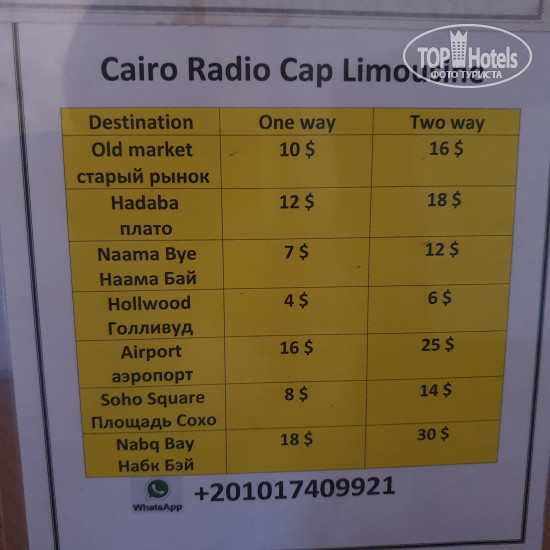 TOP Hotels
ФОТО ТУРИСТА
Cairo Radio Cap Limousine
Destination One way Two way
Old market 10 $ 16 $
старый рынок
Hadaba 12 $ 18 $
плато
Naama Bye 7 $ 12 $
Наама Бай
Hollwood 4 $ 6 $
Голливуд
Airport 16 $ 25 $
аэропорт
Soho Square 8 $ 14 $
Площадь Сохо
Nabq Bay 18 $ 30 $
Набк Бэй
WhatsApp +201017409921